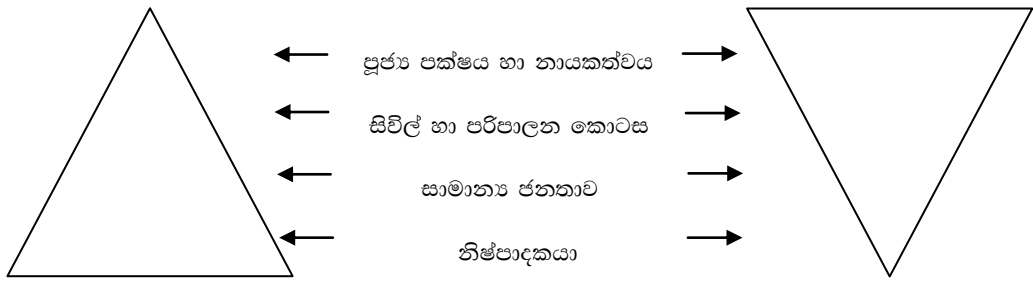 පූජ්‍ය පක්ෂය හා නායකත්වය
සිවිල් හා පරිපාලන කොටස
සාමාන්‍ය ජනතාව
නිෂ්පාදකයා